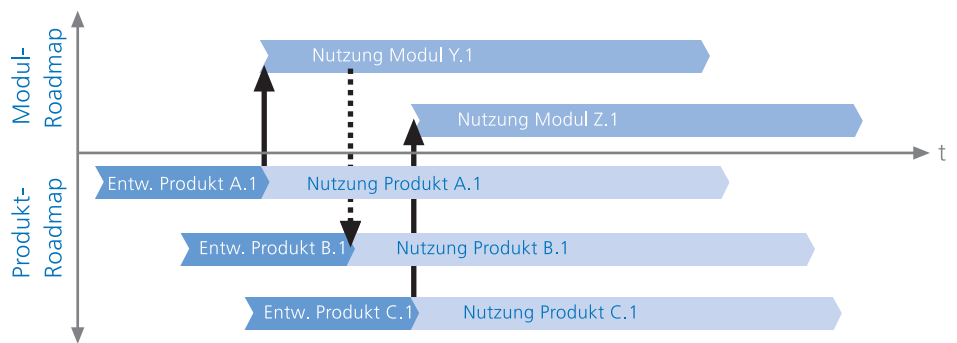 Modul-
Roadmap
Nutzung Modul Y.1
Nutzung Modul Z.1
t
Produkt-
Roadmap
Entw. Produkt A.1
Nutzung Produkt A.1
Entw. Produkt B.1
Nutzung Produkt B.1
Entw. Produkt C.1
Nutzung Produkt C.1